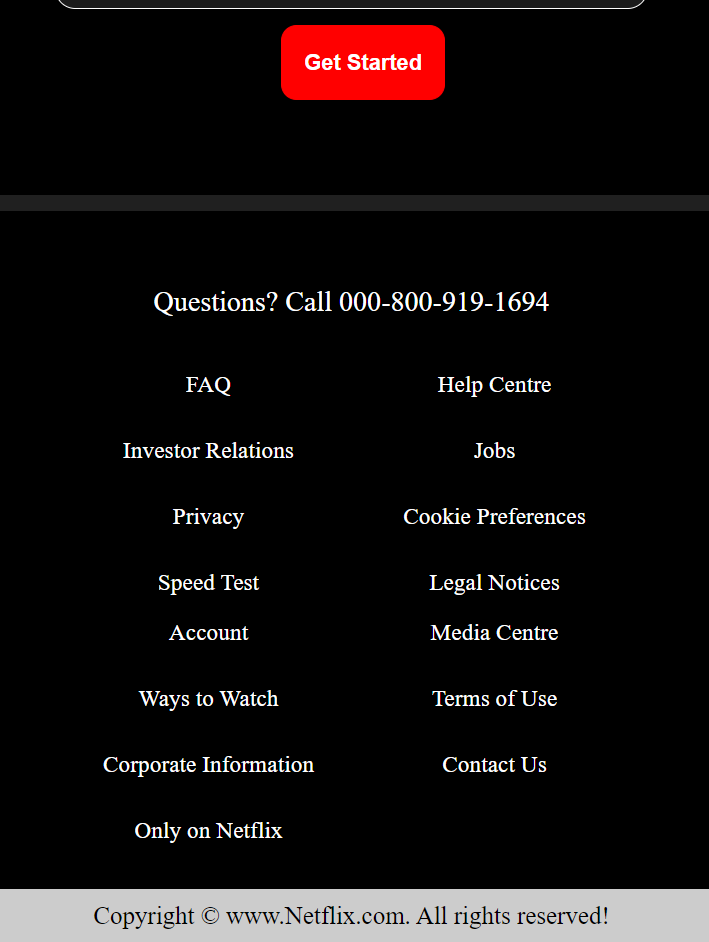 Get Started
Questions? Call 000-800-919-1694
FAQ Help Centre
Investor Relations Jobs
Privacy Cookie Preferences
Speed Test Legal Notices
Account Media Centre
Ways to Watch Terms of Use
Corporate Information Contact Us
Only on Netflix
Copyright © www.Netflix.com. All rights reserved!